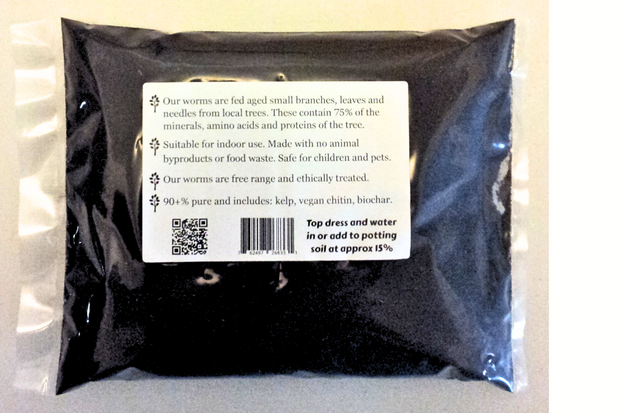 Our worms are fed aged small branches, leaves and
needles from local trees. These contain 75% of the
minerals, amino acids and proteins of the tree.
Suitable for indoor use. Made with no animal
byproducts or food waste. Safe for children and pets.
Our worms are free range and ethically treated.
90+% pure and includes: kelp, vegan chitin, biochar.
Top dress and water
in or add to potting
soil at approx 15%